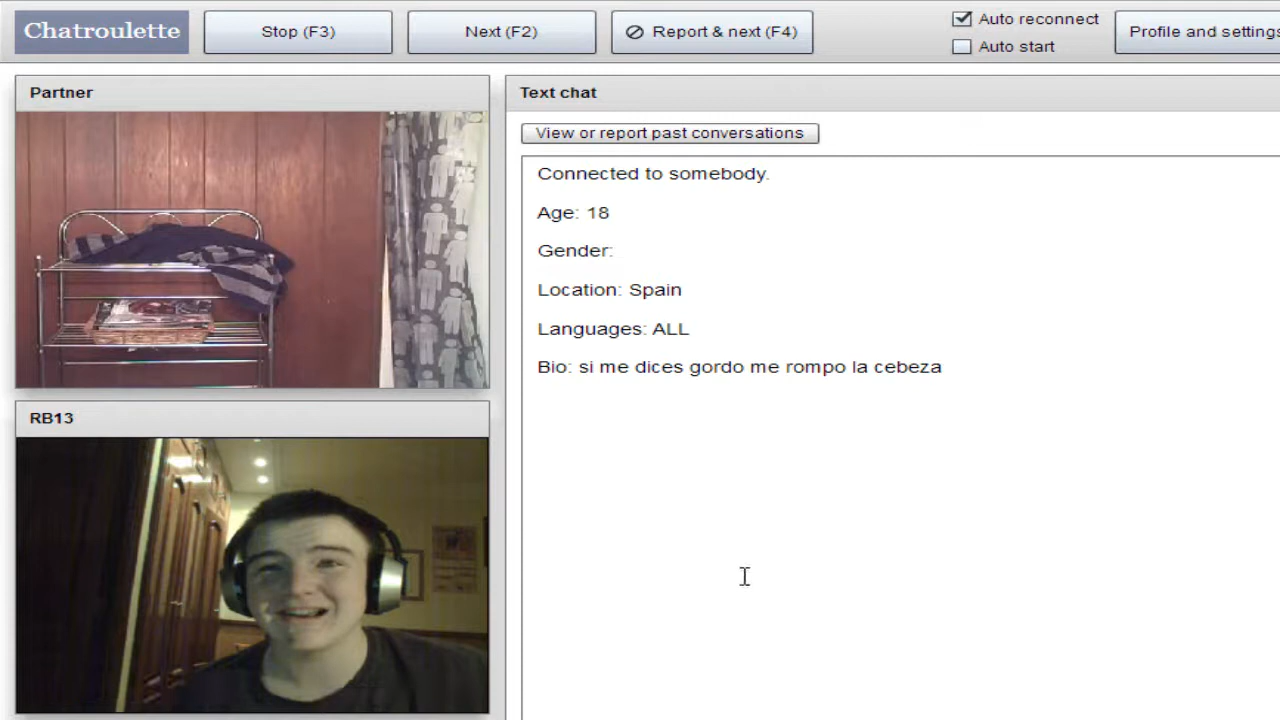 Chatroulette
Stop (F3)
Next (F2)
Report & next (F4)
Auto reconnect
Auto start
Profile and settings
Partner
Text chat
View or report past conversations
Connected to somebody.
Age: 18
Gender:
Location: Spain
Languages: ALL
Bio: si me dices gordo me rompo la cebeza
RB13